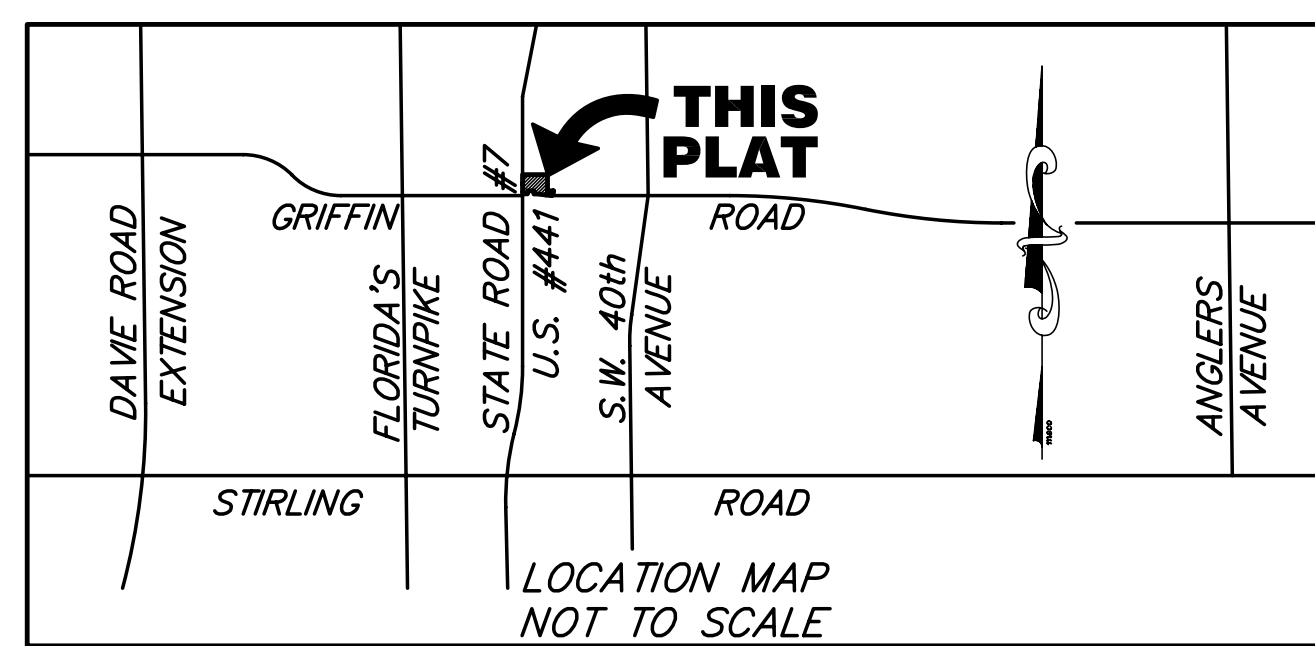 THIS
PLAT
GRIFFIN
ROAD
DAVIE ROAD
EXTENSION
FLORIDA'S
TURNPIKE
STATE ROAD #7
U.S. #441
S.W. 40th
AVENUE
ANGLERS
AVENUE
STIRLING
ROAD
LOCATION MAP
NOT TO SCALE